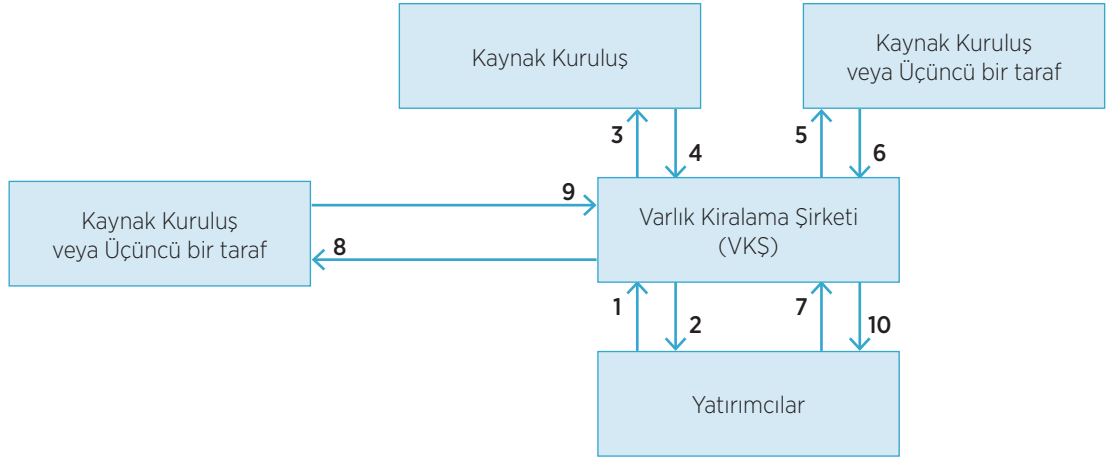 Kaynak Kuruluş
Kaynak Kuruluş
veya Üçüncü bir taraf
3
4
5
6
Kaynak Kuruluş
veya Üçüncü bir taraf
9
8
Varlık Kiralama Şirketi
(VKŞ)
1
2
7
10
Yatırımcılar